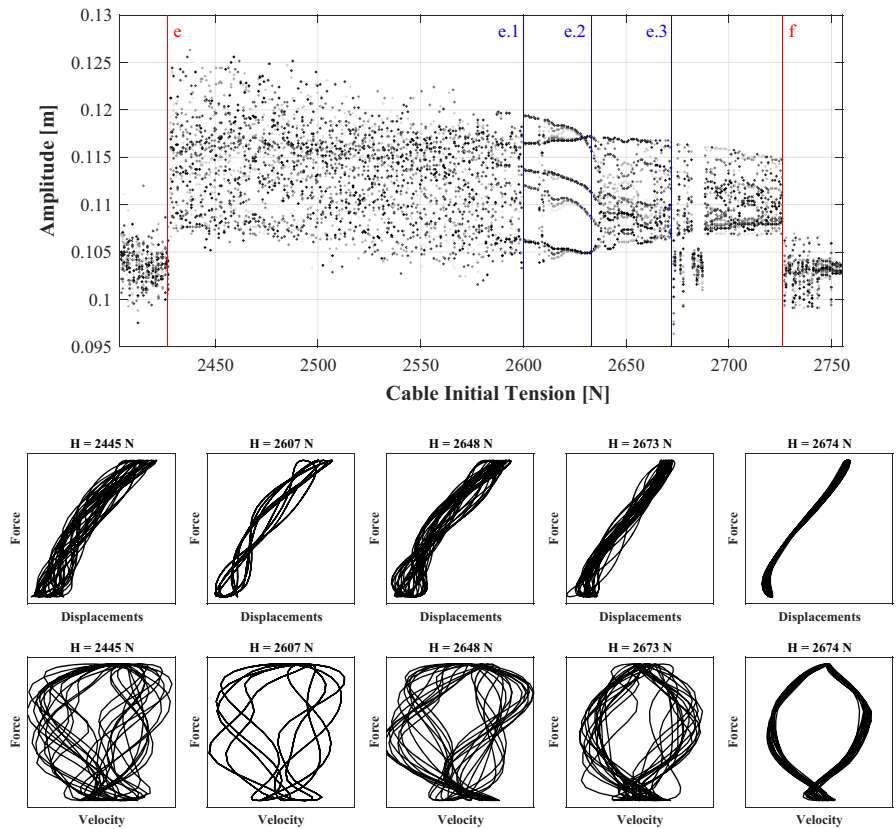 0.13
0.125
0.12
0.115
0.11
0.105
0.1
0.095
Amplitude [m]
e
e.1
e.2
e.3
f
2450 2500 2550 2600 2650 2700 2750
Cable Initial Tension [N]
H = 2445 N
H = 2607 N
H = 2648 N
H = 2673 N
H = 2674 N
Force
Force
Force
Force
Force
Displacements
Displacements
Displacements
Displacements
Displacements
H = 2445 N
H = 2607 N
H = 2648 N
H = 2673 N
H = 2674 N
Force
Force
Force
Force
Force
Velocity
Velocity
Velocity
Velocity
Velocity